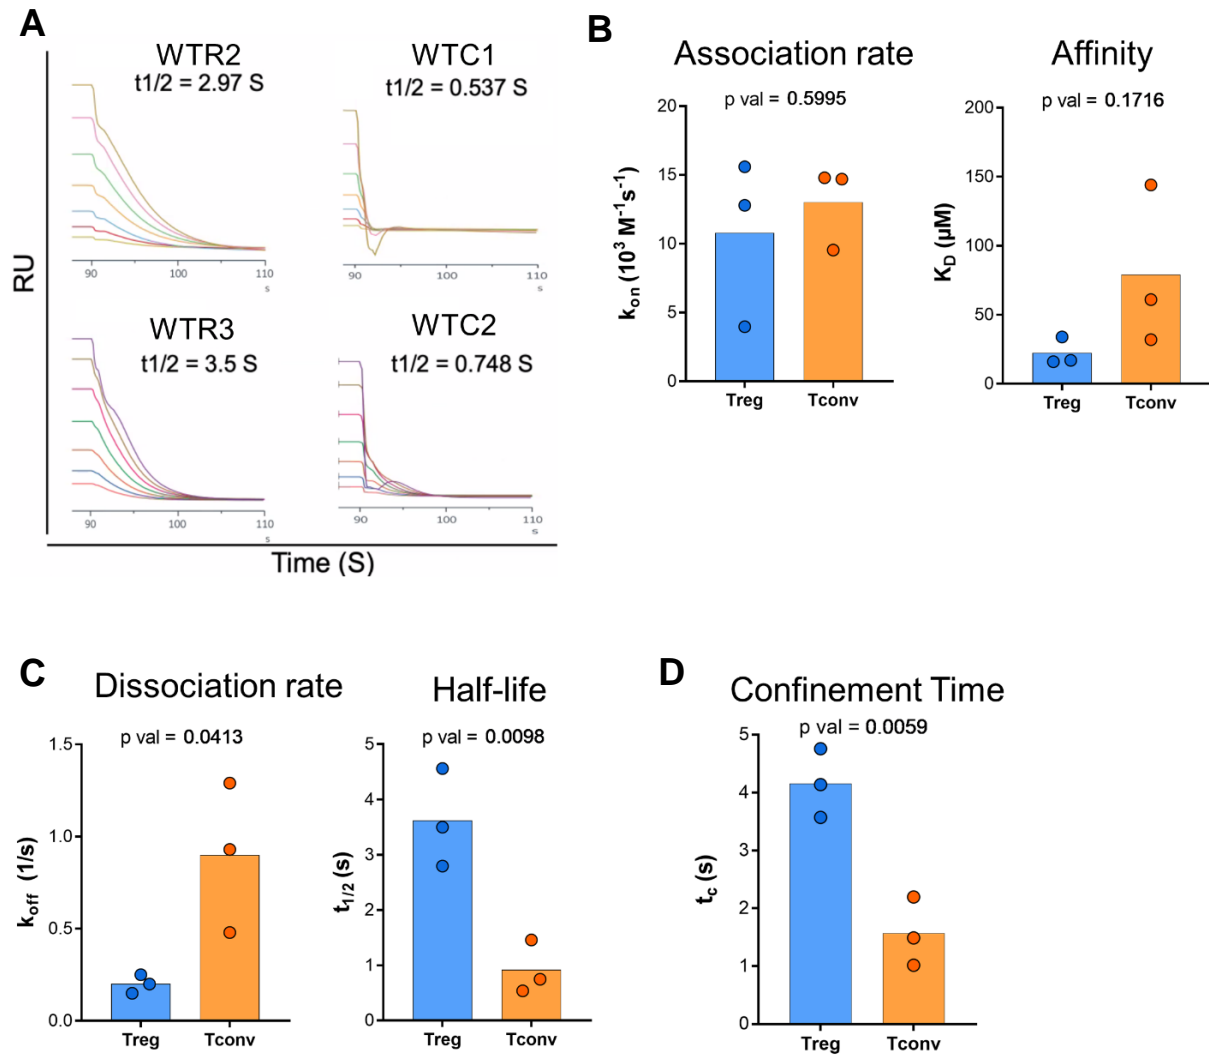 A
WTR2
t1/2 = 2.97 S
WTC1
t1/2 = 0.537 S
90
100
110
s
90
100
110
s
RU
WTR3
t1/2 = 3.5 S
WTC2
t1/2 = 0.748 S
90
100
110
s
90
100
110
s
Time (S)
B
Association rate
p val = 0.5995
kon (10³ M⁻¹s⁻¹)
20
15
10
5
0
Treg
Tconv
Affinity
p val = 0.1716
KD (µM)
200
150
100
50
0
Treg
Tconv
C
Dissociation rate
p val = 0.0413
koff (1/s)
1.5
1.0
0.5
0.0
Treg
Tconv
Half-life
p val = 0.0098
t1/2 (s)
5
4
3
2
1
0
Treg
Tconv
D
Confinement Time
p val = 0.0059
tc (s)
5
4
3
2
1
0
Treg
Tconv